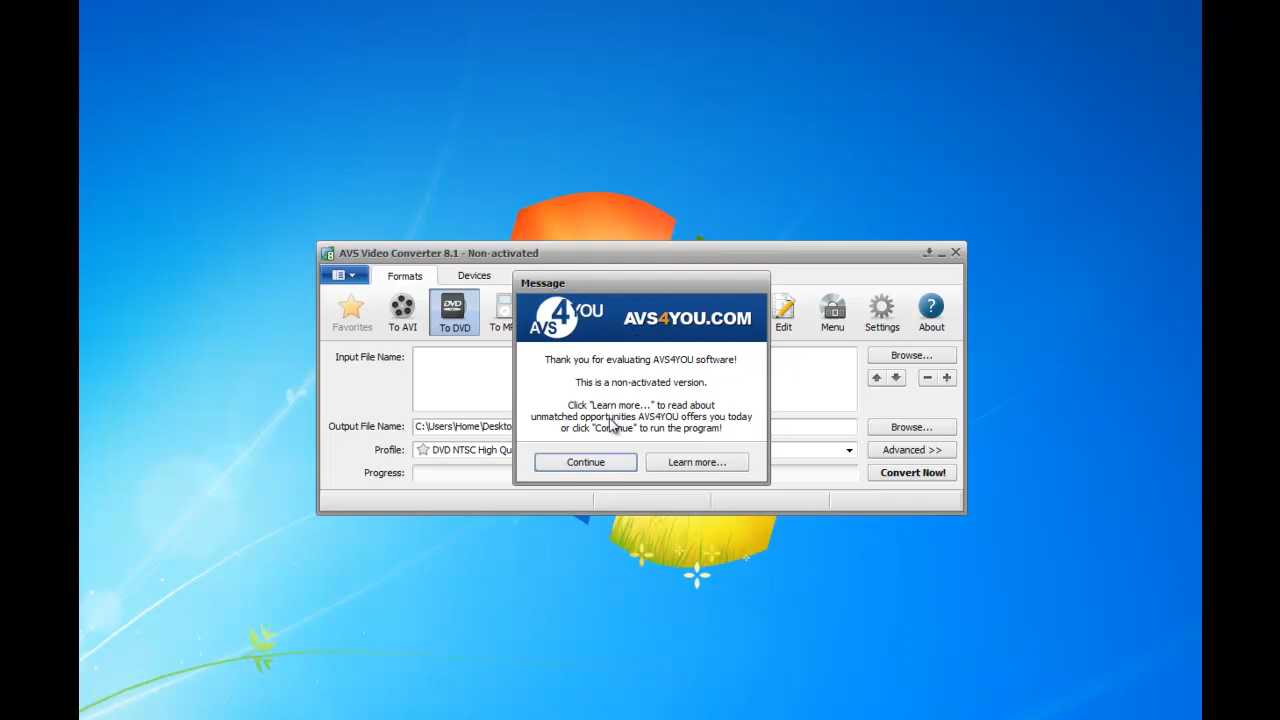 AVS Video Converter 8.1 - Non-activated
Formats
Devices
Message
Favorites
To AVI
DVD
To DVD
AVS4YOU
AVS4YOU.COM
Edit
Menu
Settings
?
About
Input File Name:
Thank you for evaluating AVS4YOU software!
Browse...
This is a non-activated version.
Click "Learn more..." to read about
unmatched opportunities AVS4YOU offers you today
or click "Continue" to run the program!
Output File Name:
C:\Users\Home\Deskto
Browse...
Profile:
DVD NTSC High Qu
Advanced >>
Continue
Learn more...
Progress:
Convert Now!